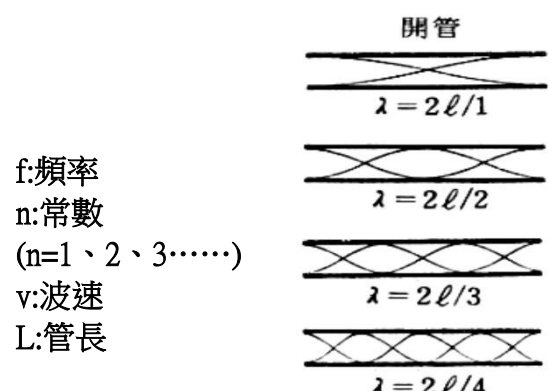 開管
λ = 2ℓ/1
λ = 2ℓ/2
λ = 2ℓ/3
λ = 2ℓ/4
f:頻率
n:常數
(n=1、2、3……)
v:波速
L:管長